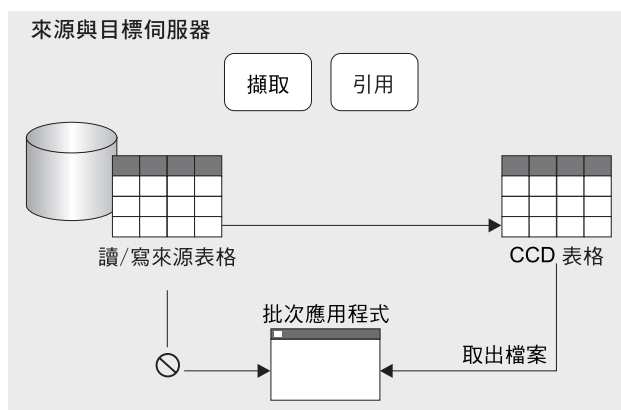 來源與目標伺服器
擷取
引用
讀/寫來源表格
CCD 表格
批次應用程式
取出檔案